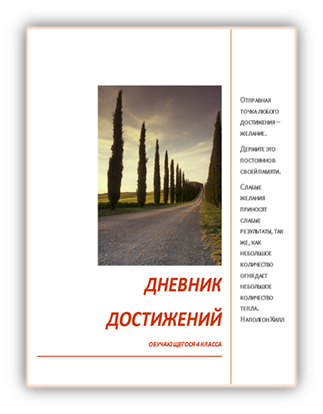 ДНЕВНИК
ДОСТИЖЕНИЙ
ОБУЧАЮЩЕГОСЯ 4 КЛАССА
Отправная
точка любого
достижения –
желание.
Держите это
постоянно в
своей памяти.
Слабые
желания
приносят
слабые
результаты, так
же, как
небольшое
количество
огня дает
небольшое
количество
тепла.
Наполеон Хилл